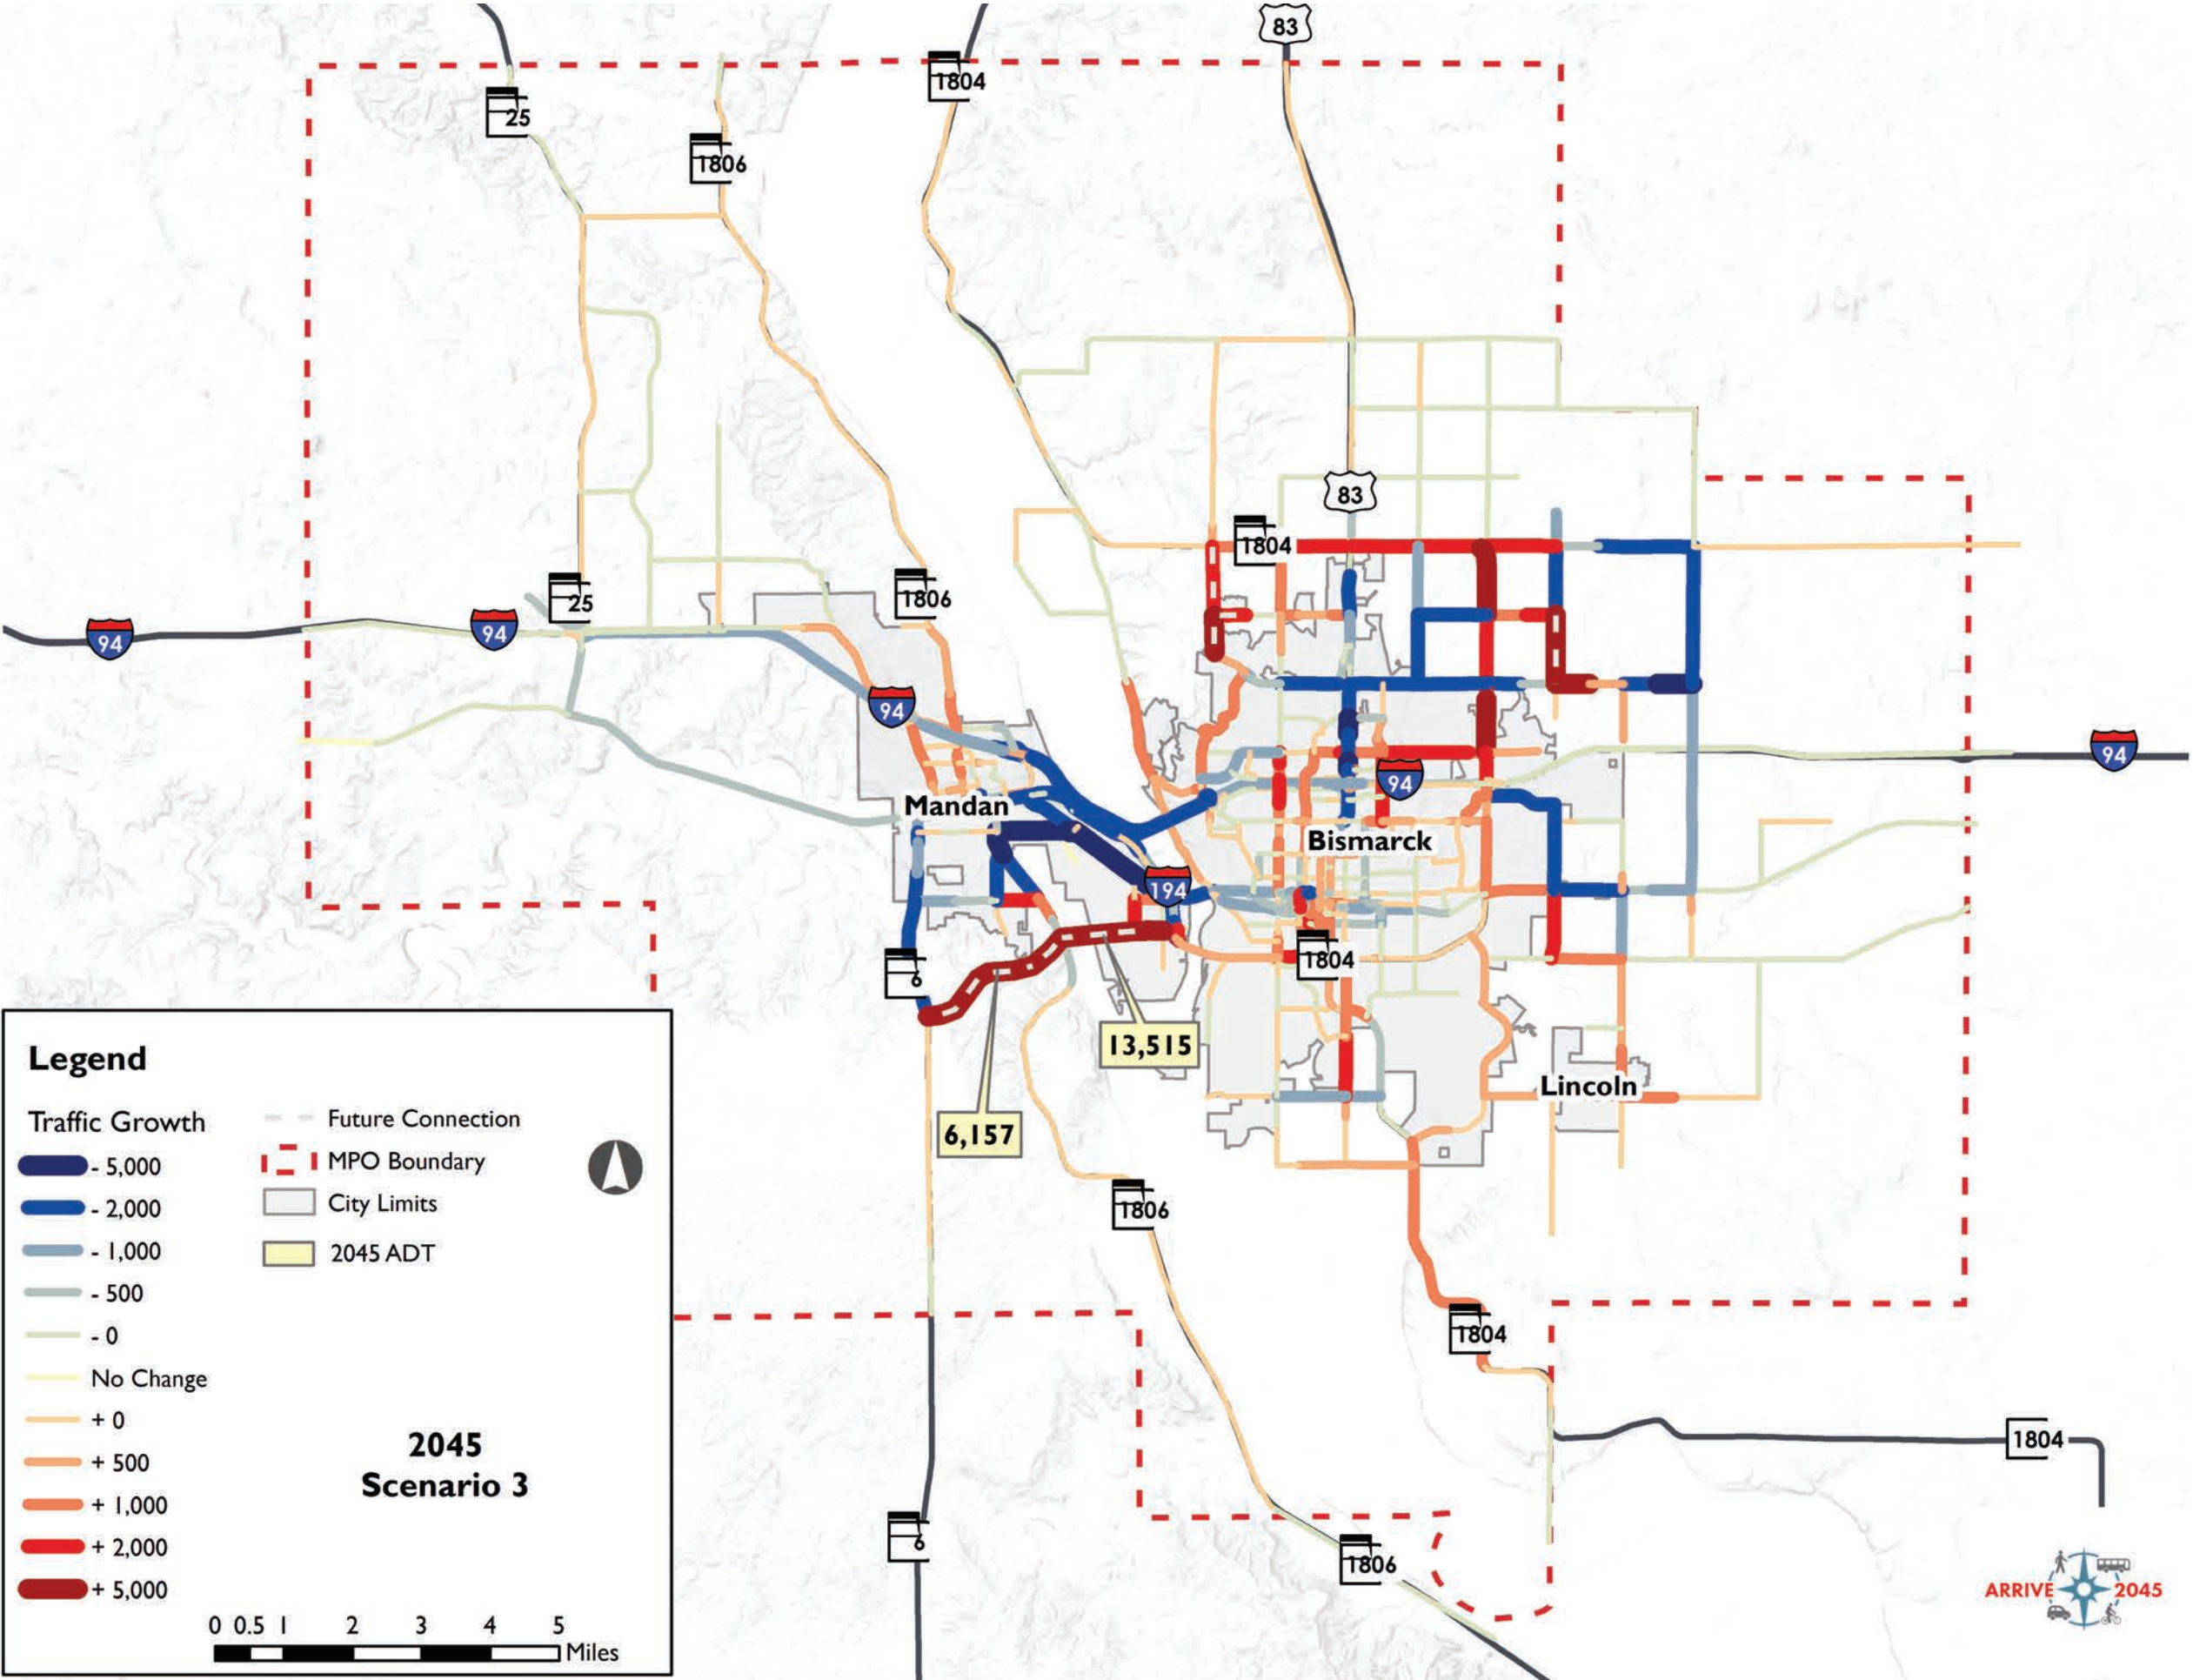 83
1804
25
1806
83
1804
25
1806
94
94
94
94
94
Mandan
Bismarck
194
1804
6
13,515
6,157
Lincoln
1806
1804
1804
6
1806
Legend
Traffic Growth
- 5,000
- 2,000
- 1,000
- 500
- 0
No Change
+ 0
+ 500
+ 1,000
+ 2,000
+ 5,000
Future Connection
MPO Boundary
City Limits
2045 ADT
2045
Scenario 3
0 0.5 1 2 3 4 5
Miles
ARRIVE 2045